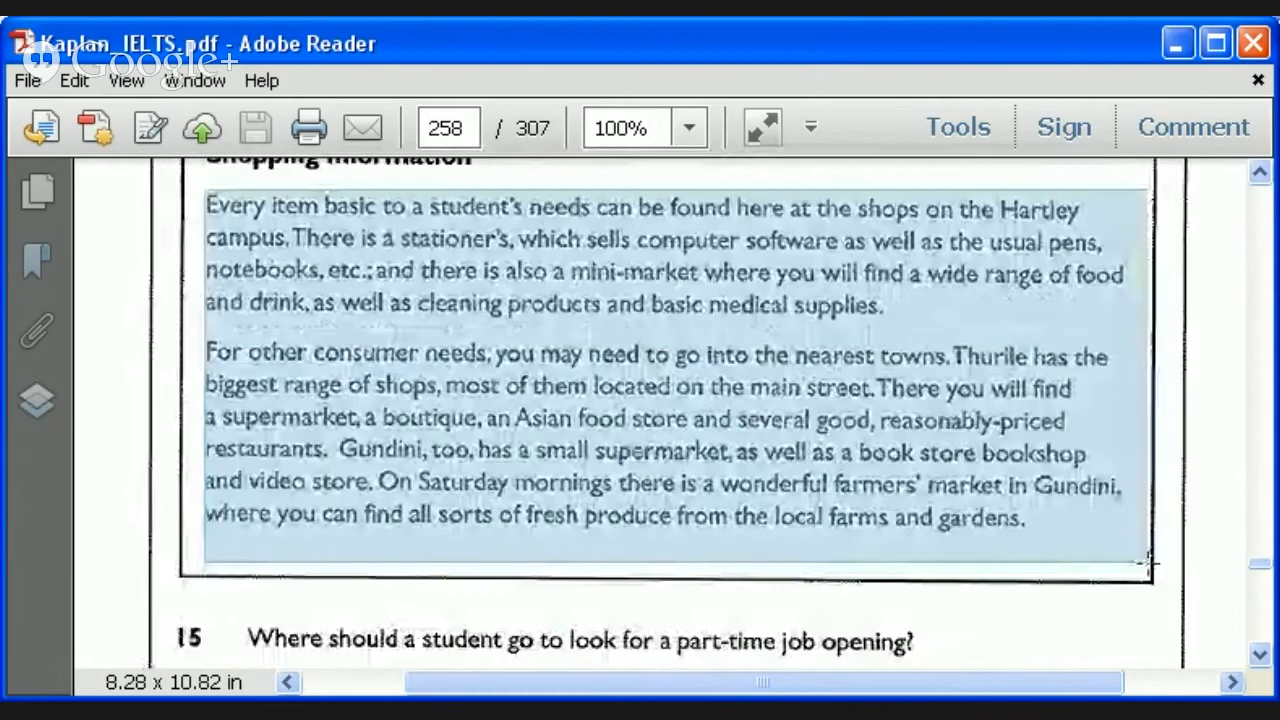 Kaplan_IELTS.pdf - Adobe Reader
Google+
File Edit View Window Help
258 / 307 100% Tools Sign Comment
Shopping Information
Every item basic to a student's needs can be found here at the shops on the Hartley
campus. There is a stationer's, which sells computer software as well as the usual pens,
notebooks, etc.; and there is also a mini-market where you will find a wide range of food
and drink, as well as cleaning products and basic medical supplies.
For other consumer needs, you may need to go into the nearest towns. Thurile has the
biggest range of shops, most of them located on the main street. There you will find
a supermarket, a boutique, an Asian food store and several good, reasonably-priced
restaurants. Gundini, too, has a small supermarket, as well as a book store bookshop
and video store. On Saturday mornings there is a wonderful farmers' market in Gundini,
where you can find all sorts of fresh produce from the local farms and gardens.
15 Where should a student go to look for a part-time job opening?
8.28 x 10.82 in